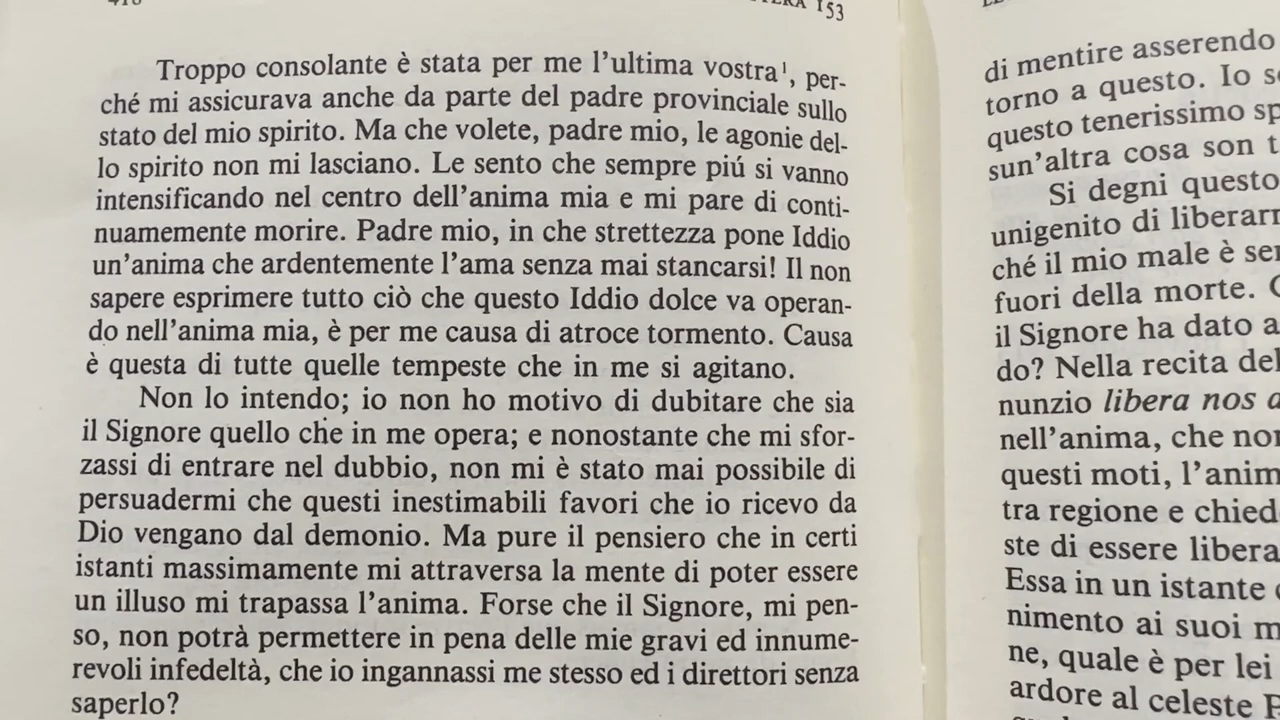 153
Troppo consolante è stata per me l'ultima vostra¹, per-
ché mi assicurava anche da parte del padre provinciale sullo
stato del mio spirito. Ma che volete, padre mio, le agonie del-
lo spirito non mi lasciano. Le sento che sempre piú si vanno
intensificando nel centro dell'anima mia e mi pare di conti-
nuamemente morire. Padre mio, in che strettezza pone Iddio
un'anima che ardentemente l'ama senza mai stancarsi! Il non
sapere esprimere tutto ciò che questo Iddio dolce va operan-
do nell'anima mia, è per me causa di atroce tormento. Causa
è questa di tutte quelle tempeste che in me si agitano.
Non lo intendo; io non ho motivo di dubitare che sia
il Signore quello che in me opera; e nonostante che mi sfor-
zassi di entrare nel dubbio, non mi è stato mai possibile di
persuadermi che questi inestimabili favori che io ricevo da
Dio vengano dal demonio. Ma pure il pensiero che in certi
istanti massimamente mi attraversa la mente di poter essere
un illuso mi trapassa l'anima. Forse che il Signore, mi pen-
so, non potrà permettere in pena delle mie gravi ed innume-
revoli infedeltà, che io ingannassi me stesso ed i direttori senza
saperlo?
di mentire asserendo
torno a questo. Io
questo tenerissimo
sun'altra cosa son
Si degni questo
unigenito di
ché il mio male è
fuori della morte.
il Signore ha dato
do? Nella recita
nunzio libera nos
nell'anima, che
questi moti,
tra regione e
ste di essere
Essa in un istante
nimento ai suoi
ne, quale è per lei
ardore al celeste